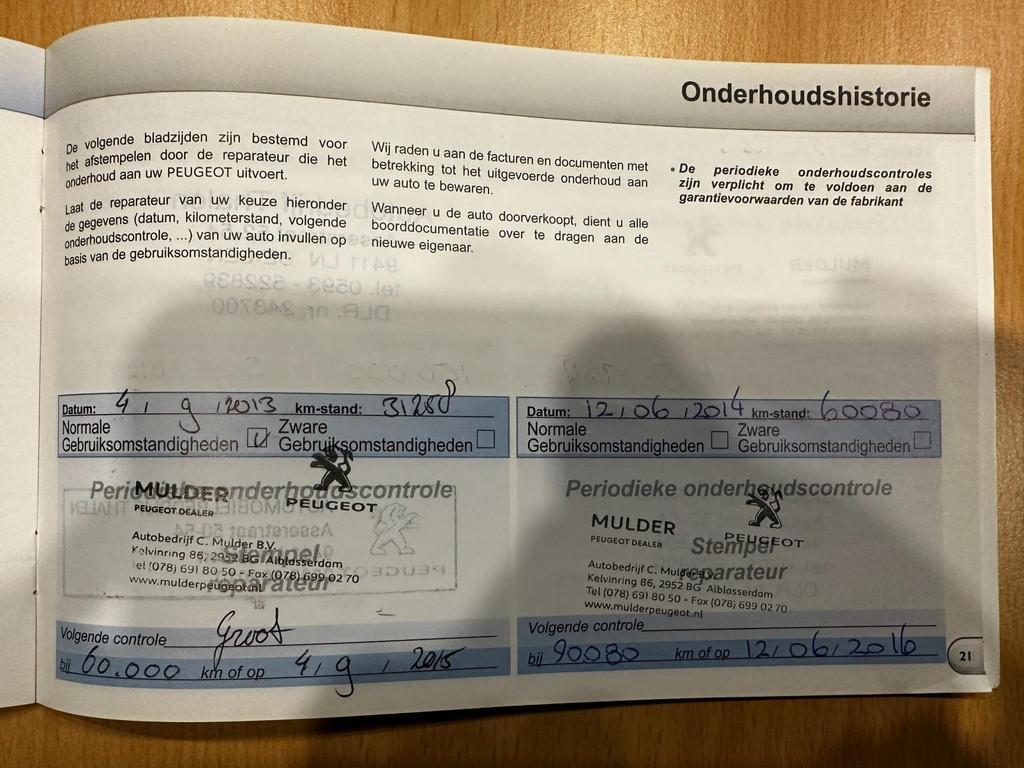 Onderhoudshistorie
De volgende bladzijden zijn bestemd voor
het afstempelen door de reparateur die het
onderhoud aan uw PEUGEOT uitvoert.
Laat de reparateur van uw keuze hieronder
de gegevens (datum, kilometerstand, volgende
onderhoudscontrole, ...) van uw auto invullen op
basis van de gebruiksomstandigheden.
Wij raden u aan de facturen en documenten met
betrekking tot het uitgevoerde onderhoud aan
uw auto te bewaren.
Wanneer u de auto doorverkoopt, dient u alle
boorddocumentatie over te dragen aan de
nieuwe eigenaar.
• De periodieke onderhoudscontroles
zijn verplicht om te voldoen aan de
garantievoorwaarden van de fabrikant
Datum: 4 / 9 / 2013 km-stand: 31258
Normale Zware
Gebruiksomstandigheden Gebruiksomstandigheden
Periodieke onderhoudscontrole
MULDER
PEUGEOT DEALER
PEUGEOT
Autobedrijf C. Mulder B.V.
Kelvinring 86, 2952 BG Alblasserdam
Tel (078) 691 80 50 - Fax (078) 699 02 70
www.mulderpeugeot.nl
Stempel
reparateur
Volgende controle Groot
bij 60.000 km of op 4 / 9 / 2015
Datum: 12 / 06 / 2014 km-stand: 60080
Normale Zware
Gebruiksomstandigheden Gebruiksomstandigheden
Periodieke onderhoudscontrole
MULDER
PEUGEOT DEALER
PEUGEOT
Stempel
reparateur
Autobedrijf C. Mulder B.V.
Kelvinring 86, 2952 BG Alblasserdam
Tel (078) 691 80 50 - Fax (078) 699 02 70
www.mulderpeugeot.nl
Volgende controle
bij 90080 km of op 12 / 06 / 2016
21